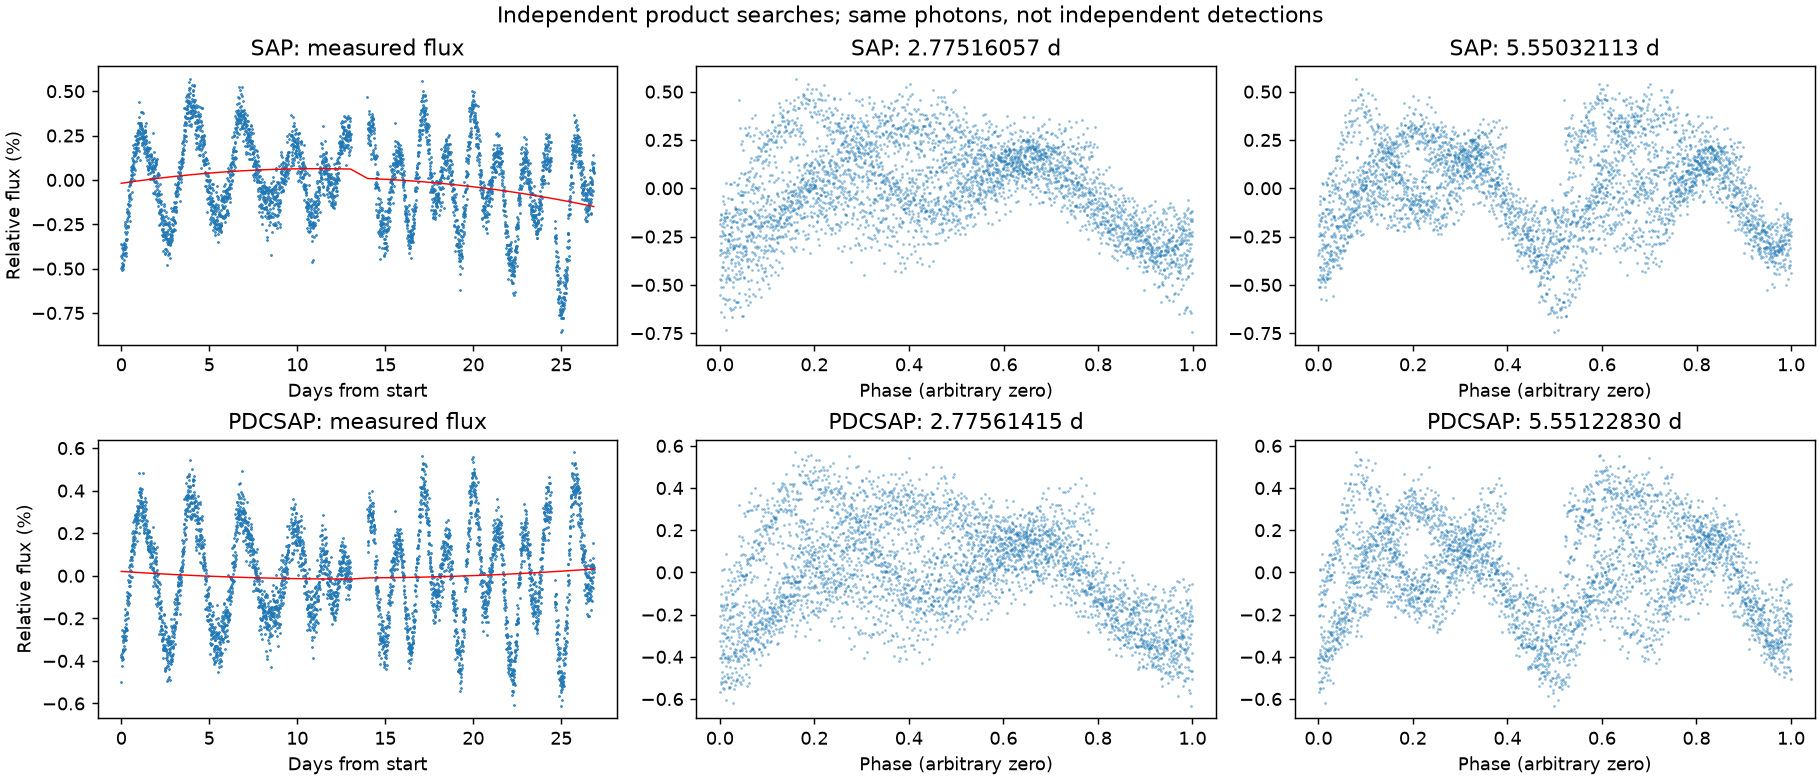 Independent product searches; same photons, not independent detections
SAP: measured flux
SAP: 2.77516057 d
SAP: 5.55032113 d
Relative flux (%)
0.50
0.25
0.00
−0.25
−0.50
−0.75
0 5 10 15 20 25
Days from start
0.50
0.25
0.00
−0.25
−0.50
−0.75
0.0 0.2 0.4 0.6 0.8 1.0
Phase (arbitrary zero)
0.50
0.25
0.00
−0.25
−0.50
−0.75
0.0 0.2 0.4 0.6 0.8 1.0
Phase (arbitrary zero)
PDCSAP: measured flux
PDCSAP: 2.77561415 d
PDCSAP: 5.55122830 d
Relative flux (%)
0.6
0.4
0.2
0.0
−0.2
−0.4
−0.6
0 5 10 15 20 25
Days from start
0.6
0.4
0.2
0.0
−0.2
−0.4
−0.6
0.0 0.2 0.4 0.6 0.8 1.0
Phase (arbitrary zero)
0.6
0.4
0.2
0.0
−0.2
−0.4
−0.6
0.0 0.2 0.4 0.6 0.8 1.0
Phase (arbitrary zero)